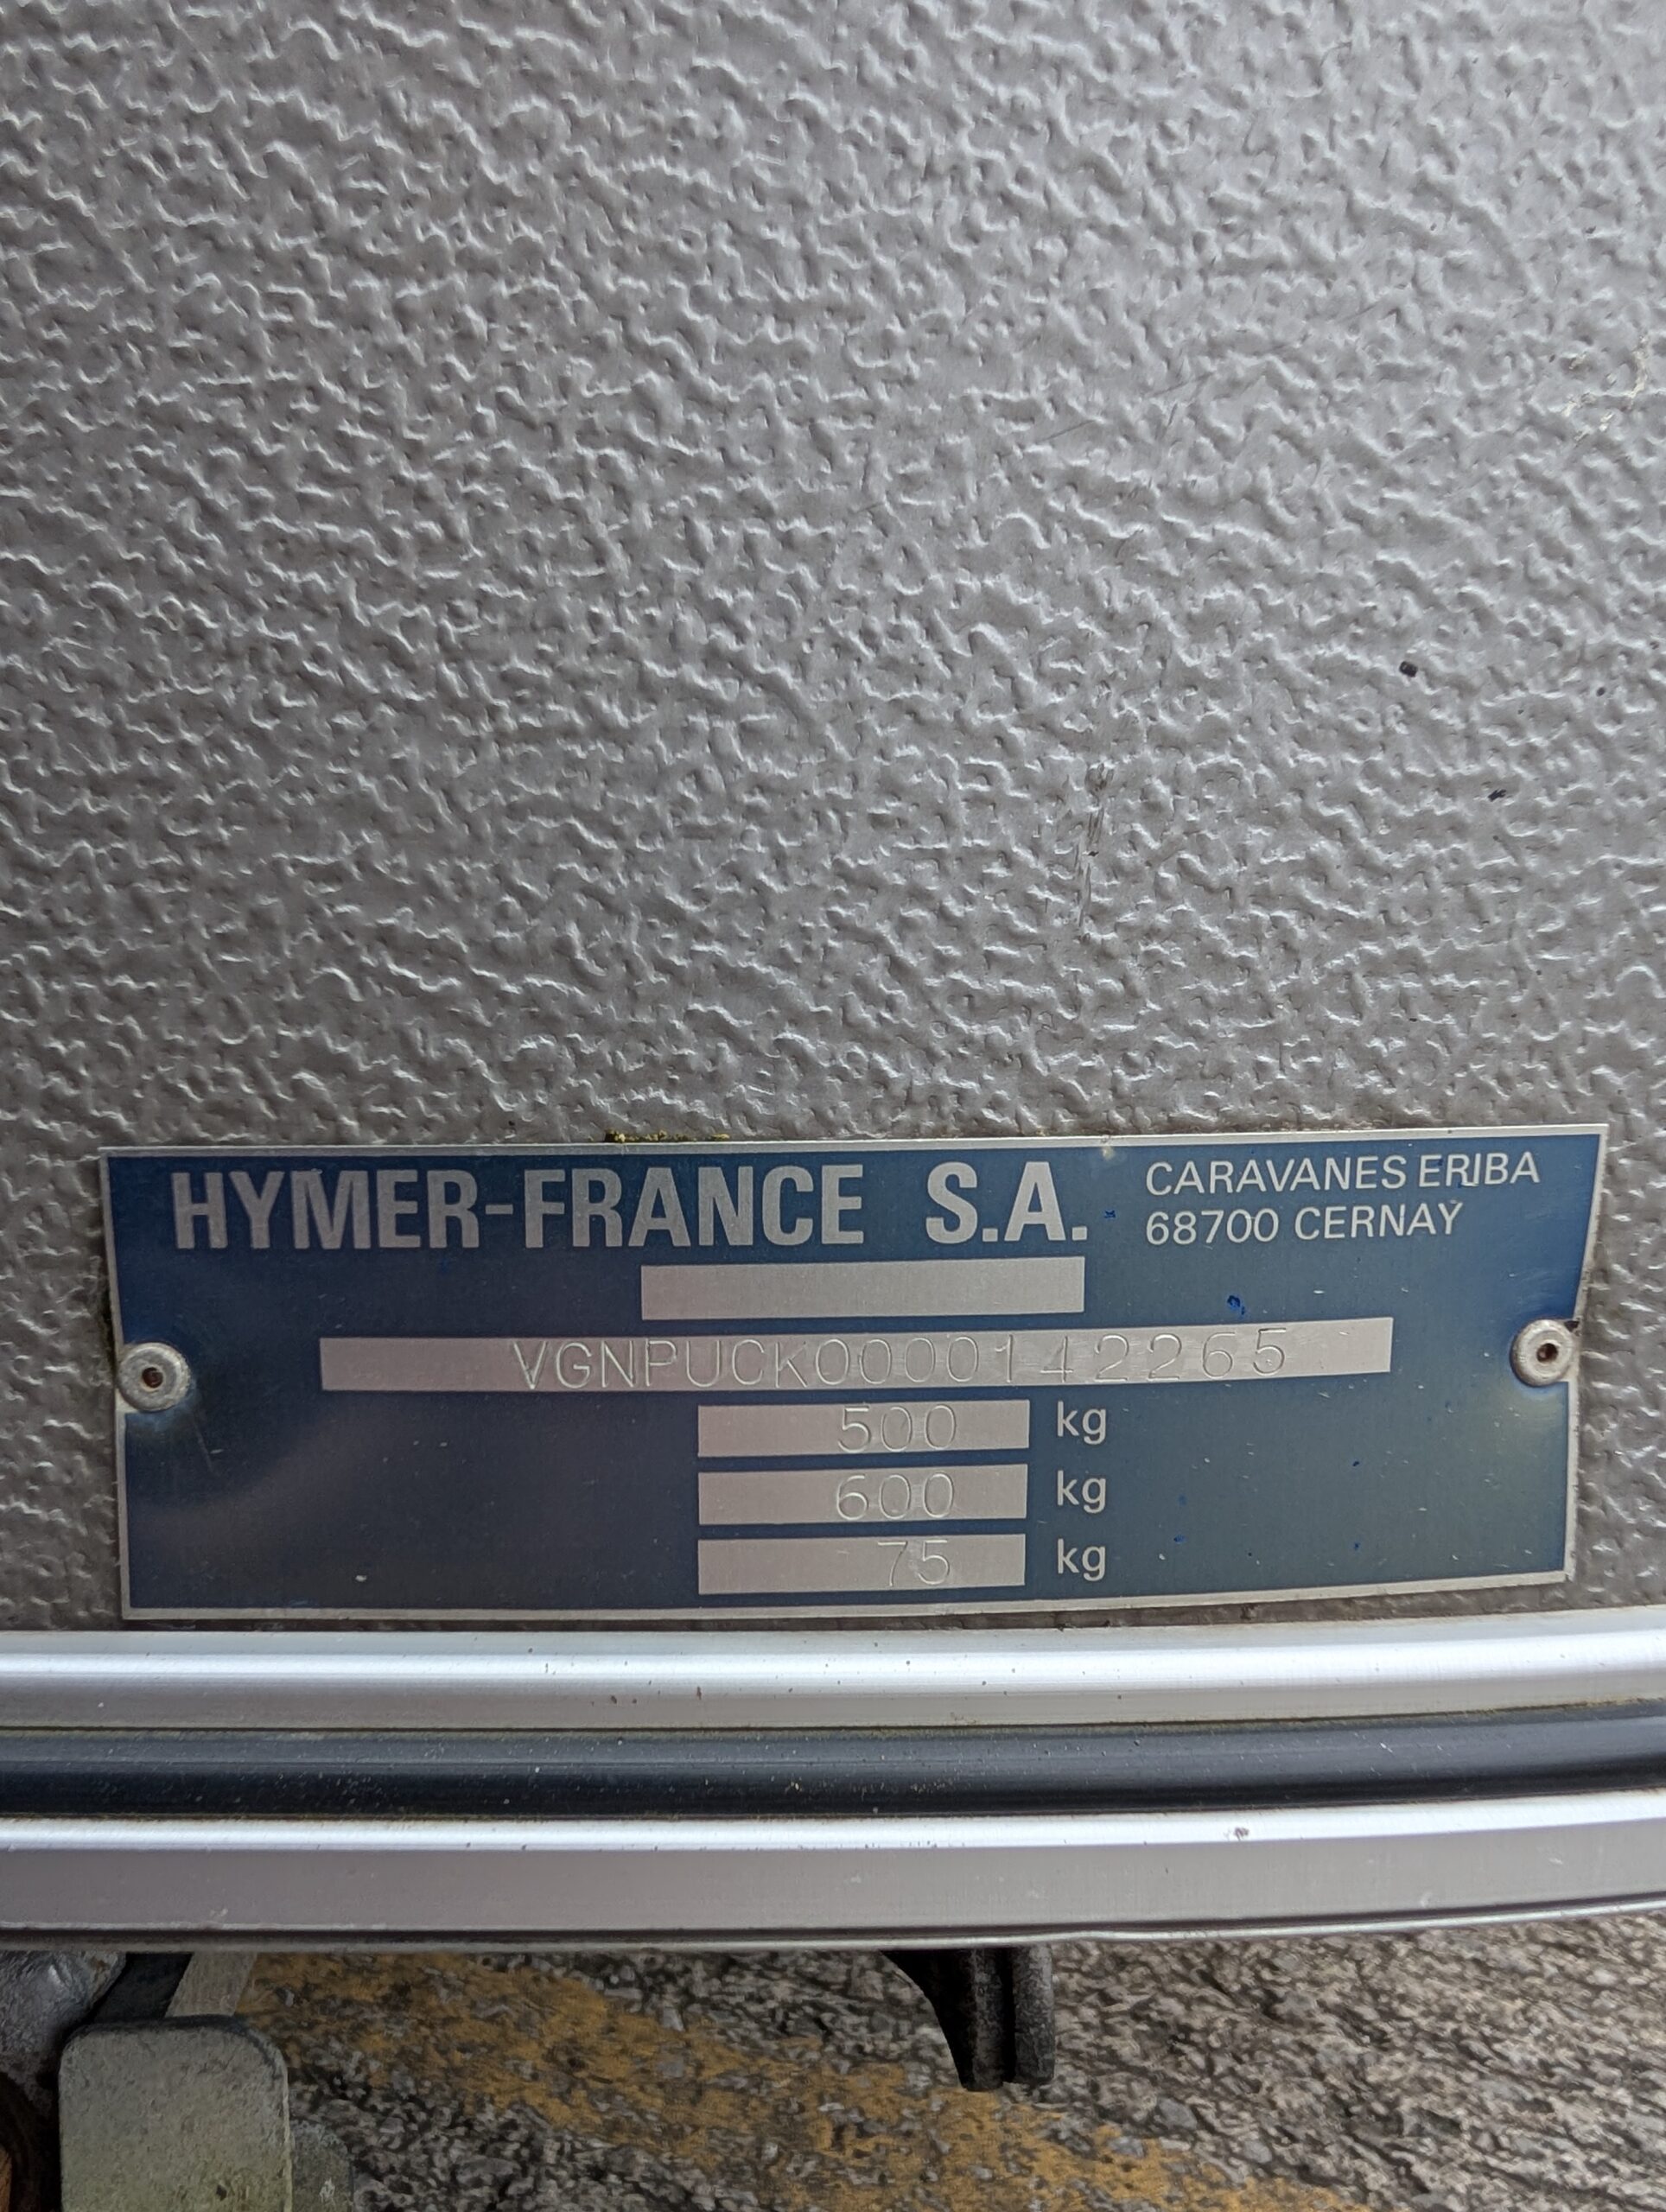 HYMER-FRANCE S.A.
CARAVANES ERIBA
68700 CERNAY
VGNPUCK0000142265
500 kg
600 kg
75 kg